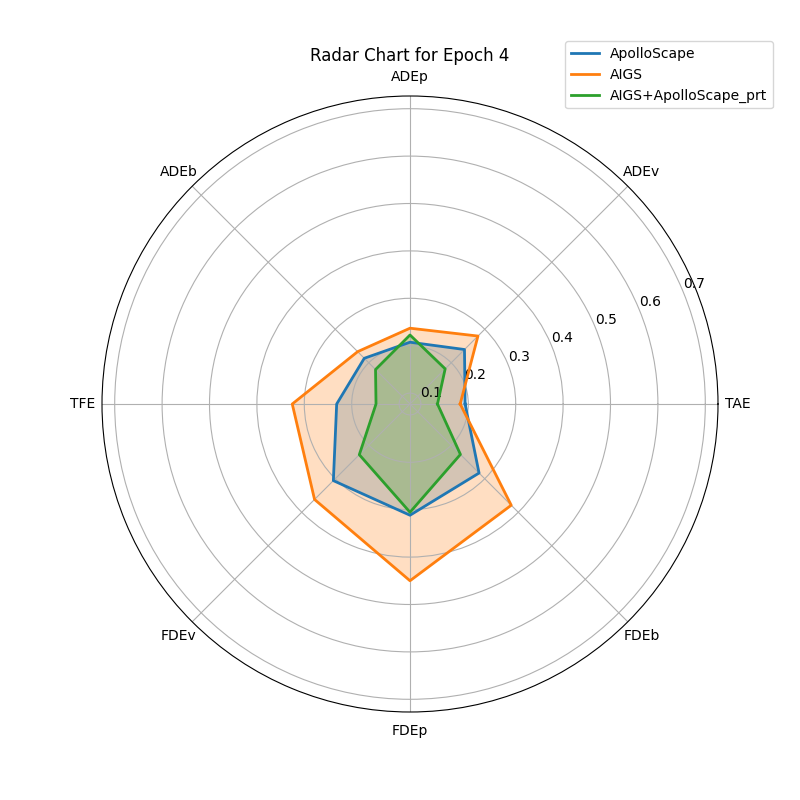 Radar Chart for Epoch 4
ApolloScape
AIGS
AIGS+ApolloScape_prt
ADEp
ADEb
ADEv
0.7
0.6
0.5
0.4
0.3
0.2
0.1
TFE
TAE
FDEv
FDEb
FDEp